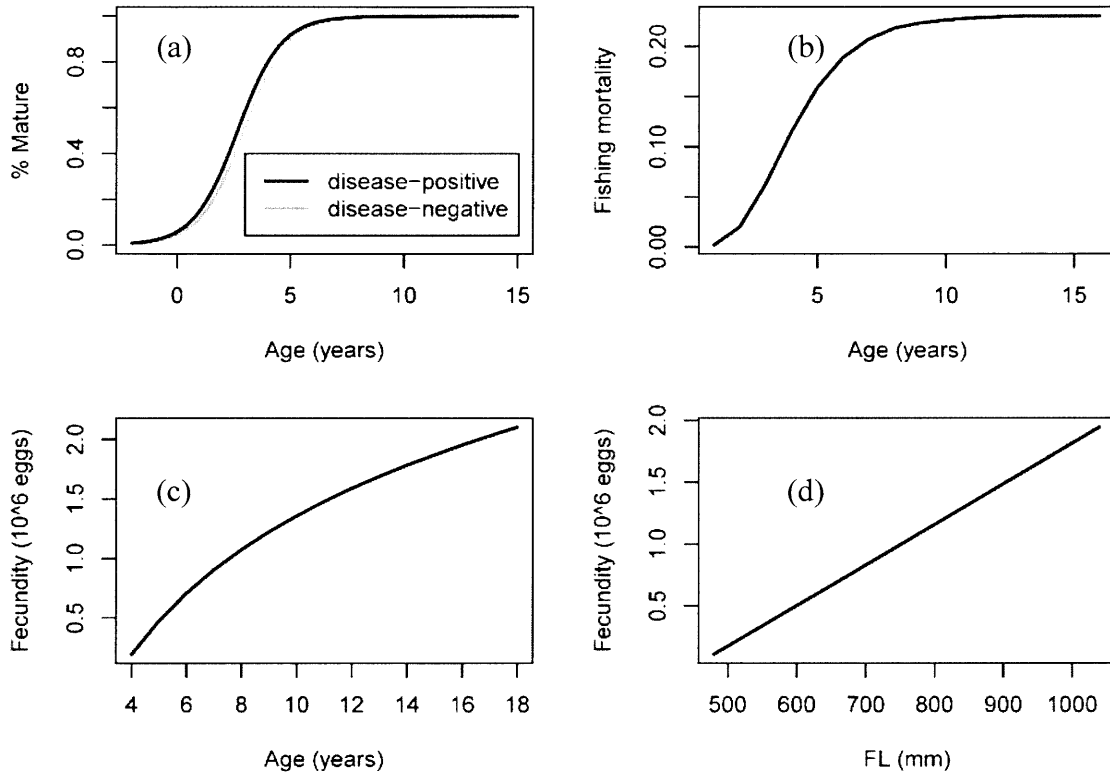 (a)
% Mature
0.0
0.4
0.8
disease-positive
disease-negative
0
5
10
15
Age (years)
(b)
Fishing mortality
0.00
0.10
0.20
5
10
15
Age (years)
(c)
Fecundity (10^6 eggs)
0.5
1.0
1.5
2.0
4
6
8
10
12
14
16
18
Age (years)
(d)
Fecundity (10^6 eggs)
0.5
1.0
1.5
2.0
500
600
700
800
900
1000
FL (mm)